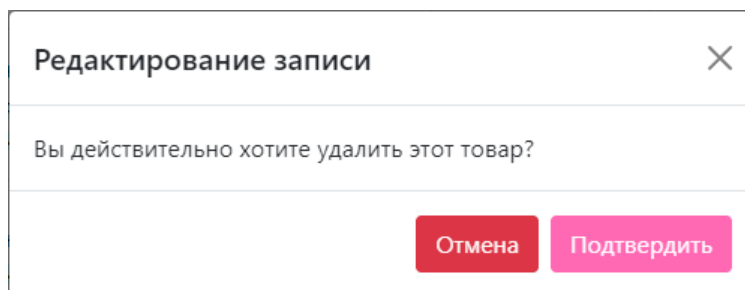 Редактирование записи
Вы действительно хотите удалить этот товар?
Отмена Подтвердить